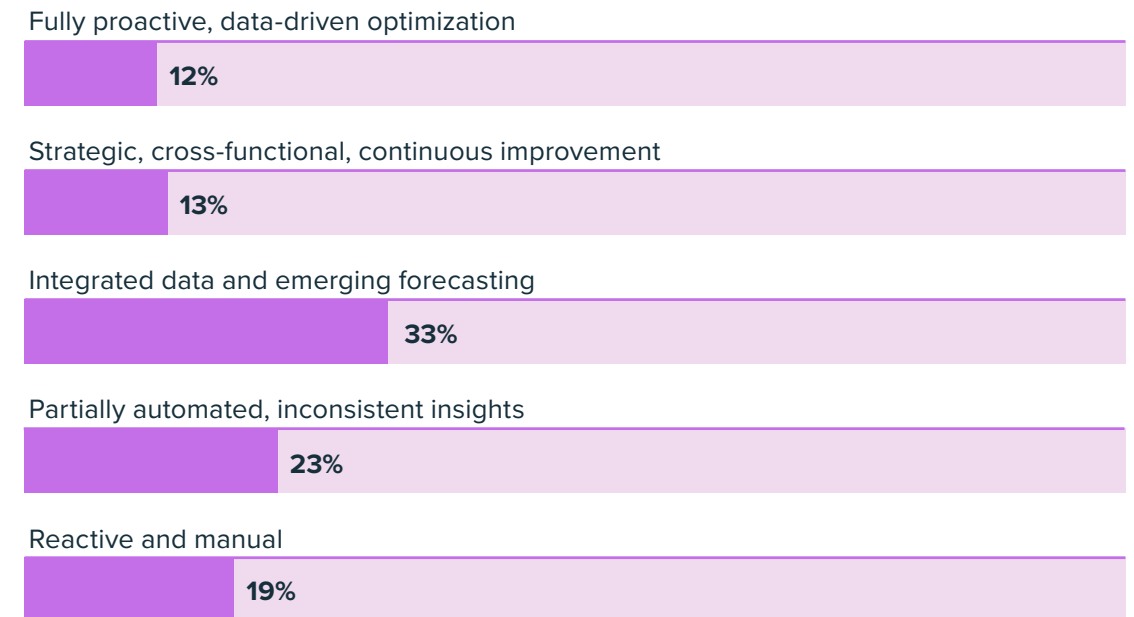 Fully proactive, data-driven optimization
12%
Strategic, cross-functional, continuous improvement
13%
Integrated data and emerging forecasting
33%
Partially automated, inconsistent insights
23%
Reactive and manual
19%